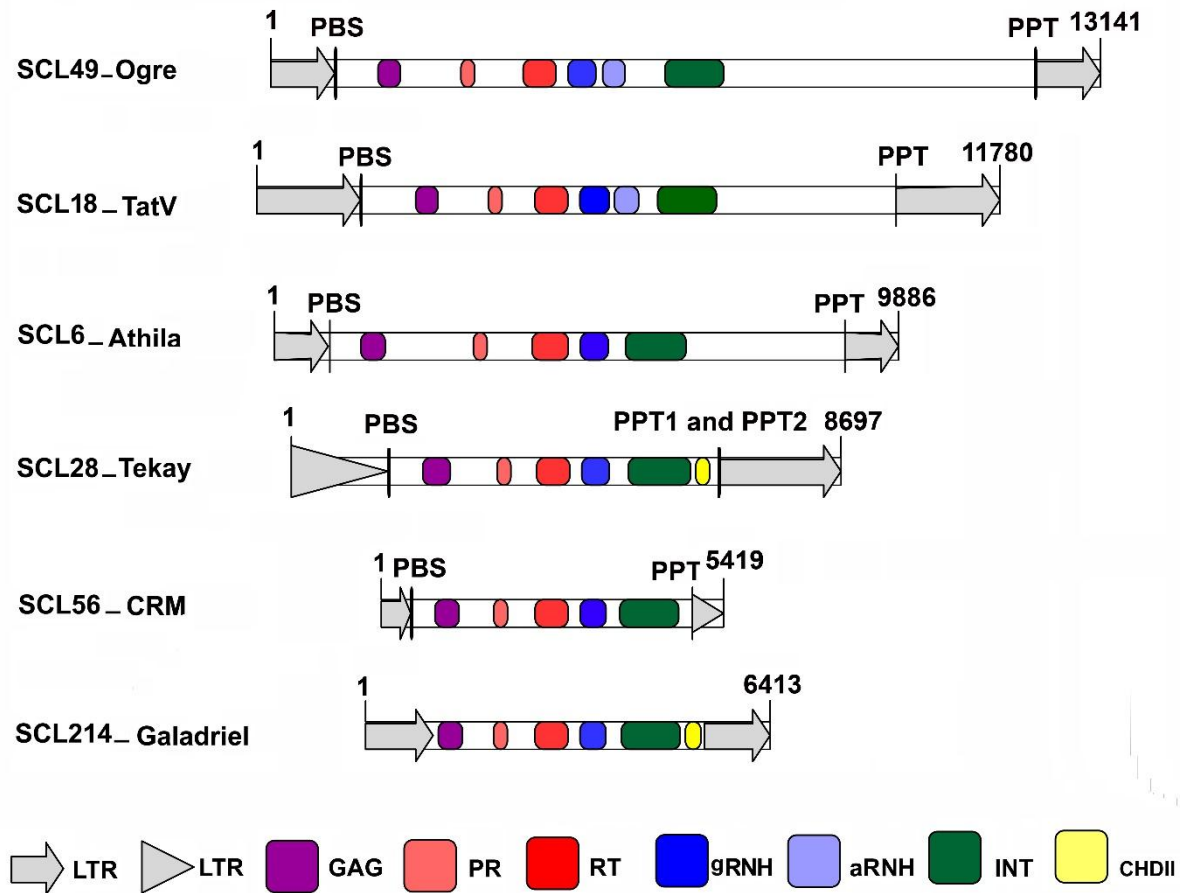 1 PBS PPT 13141
SCL49_Ogre
1 PBS PPT 11780
SCL18_TatV
1 PBS PPT 9886
SCL6_Athila
1 PBS PPT1 and PPT2 8697
SCL28_Tekay
1 PBS PPT 5419
SCL56_CRM
1 6413
SCL214_Galadriel
LTR LTR GAG PR RT gRNH aRNH INT CHDII